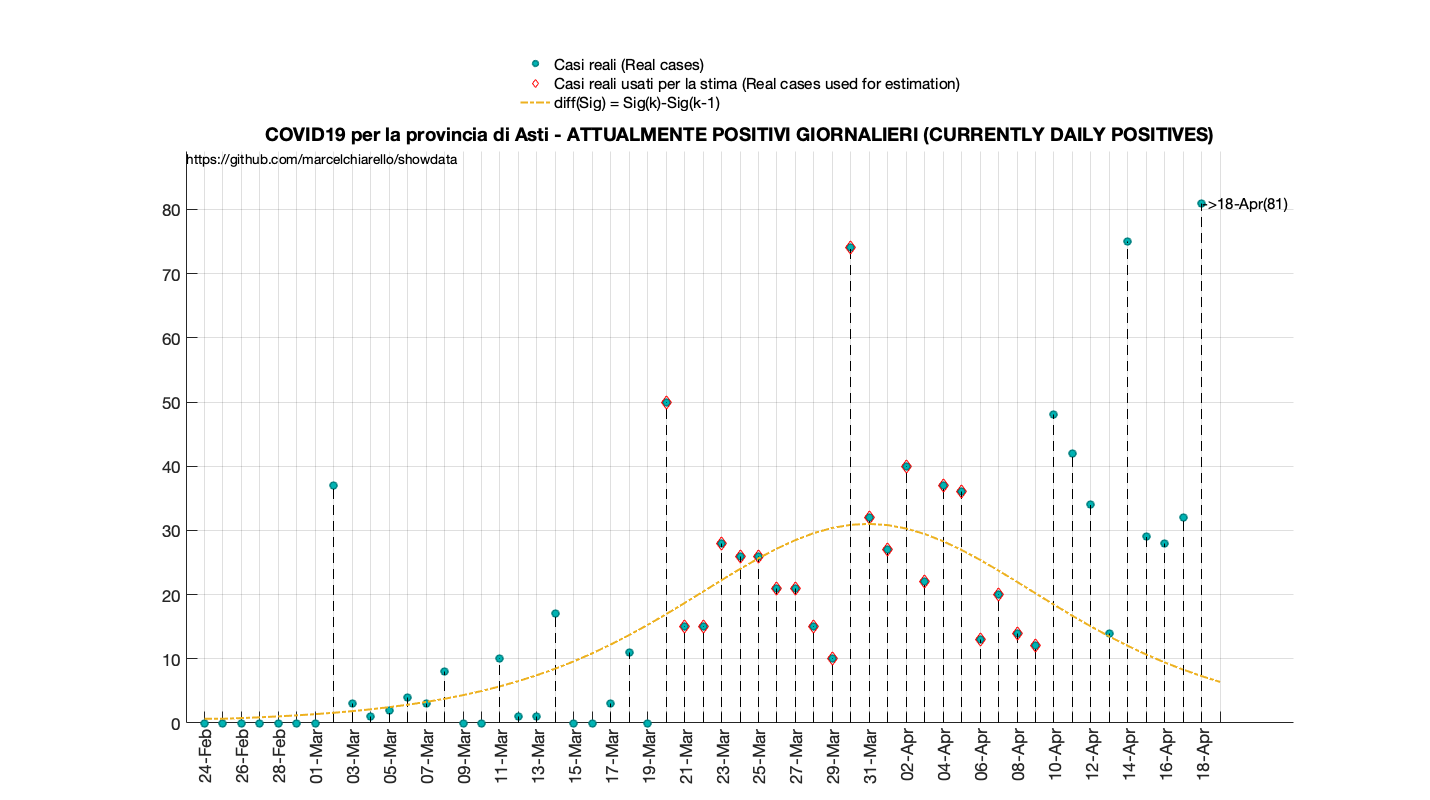 Casi reali (Real cases)
Casi reali usati per la stima (Real cases used for estimation)
diff(Sig) = Sig(k)-Sig(k-1)
COVID19 per la provincia di Asti - ATTUALMENTE POSITIVI GIORNALIERI (CURRENTLY DAILY POSITIVES)
https://github.com/marcelchiarello/showdata
->18-Apr(81)
80
70
60
50
40
30
20
10
0
24-Feb
26-Feb
28-Feb
01-Mar
03-Mar
05-Mar
07-Mar
09-Mar
11-Mar
13-Mar
15-Mar
17-Mar
19-Mar
21-Mar
23-Mar
25-Mar
27-Mar
29-Mar
31-Mar
02-Apr
04-Apr
06-Apr
08-Apr
10-Apr
12-Apr
14-Apr
16-Apr
18-Apr